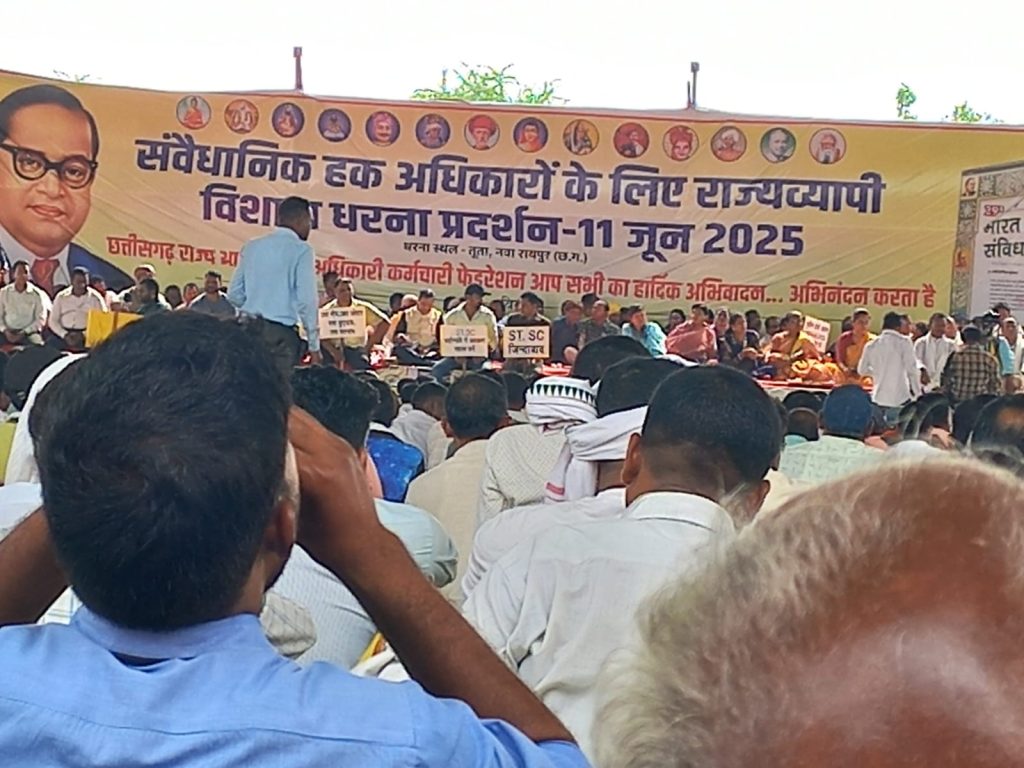 संवैधानिक हक अधिकारों के लिए राज्यव्यापी
विशाल धरना प्रदर्शन-11 जून 2025
धरना स्थल - तूता, नवा रायपुर (छ.ग.)
छत्तीसगढ़ राज्य अधिकारी कर्मचारी फेडरेशन आप सभी का हार्दिक अभिवादन... अभिनन्दन करता है
भारत
संविधा
ST. SC
जिन्दाबाद
ST. SC